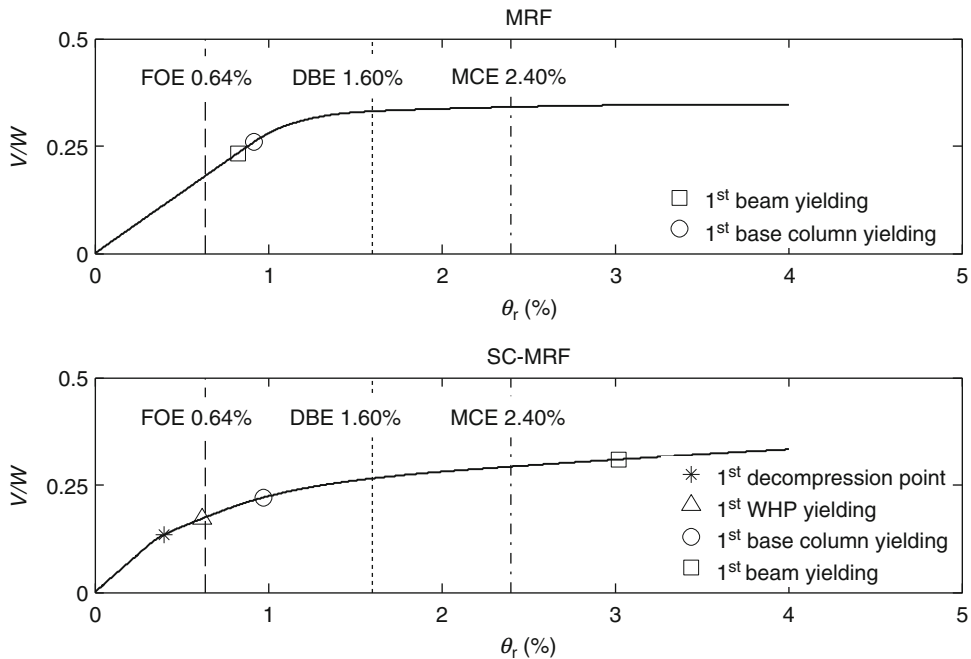 MRF
0.5
FOE 0.64%
DBE 1.60%
MCE 2.40%
V/W
0.25
1st beam yielding
1st base column yielding
0
0 1 2 3 4 5
θr (%)
SC-MRF
0.5
FOE 0.64%
DBE 1.60%
MCE 2.40%
V/W
0.25
1st decompression point
1st WHP yielding
1st base column yielding
1st beam yielding
0
0 1 2 3 4 5
θr (%)